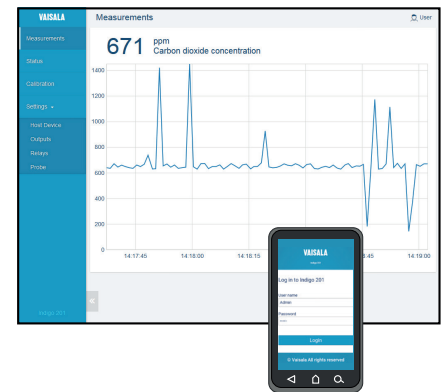 VAISALA
Measurements
User
Measurements
Status
Calibration
Settings
Host Device
Outputs
Relays
Probe
Indigo 201
671 ppm
Carbon dioxide concentration
1400
1200
1000
800
600
400
200
0
14:17:45
14:18:00
14:18:15
45
14:19:00
VAISALA
Log in to Indigo 201
User name
Admin
Password
Login
© Vaisala All rights reserved